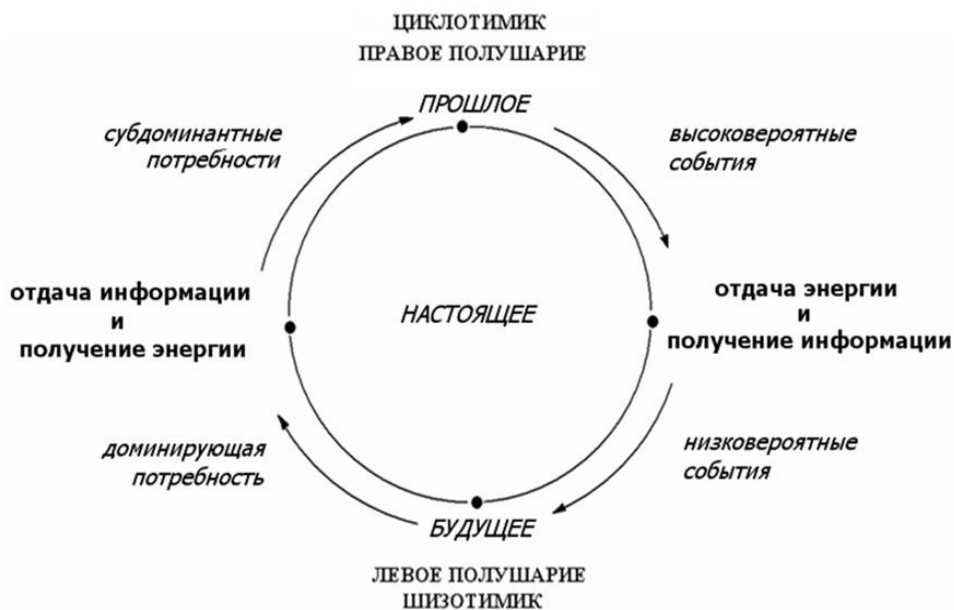 ЦИКЛОТИМИК
ПРАВОЕ ПОЛУШАРИЕ
ПРОШЛОЕ
субдоминантные
потребности
высоковероятные
события
отдача информации
и
получение энергии
НАСТОЯЩЕЕ
отдача энергии
и
получение информации
доминирующая
потребность
низковероятные
события
БУДУЩЕЕ
ЛЕВОЕ ПОЛУШАРИЕ
ШИЗОТИМИК